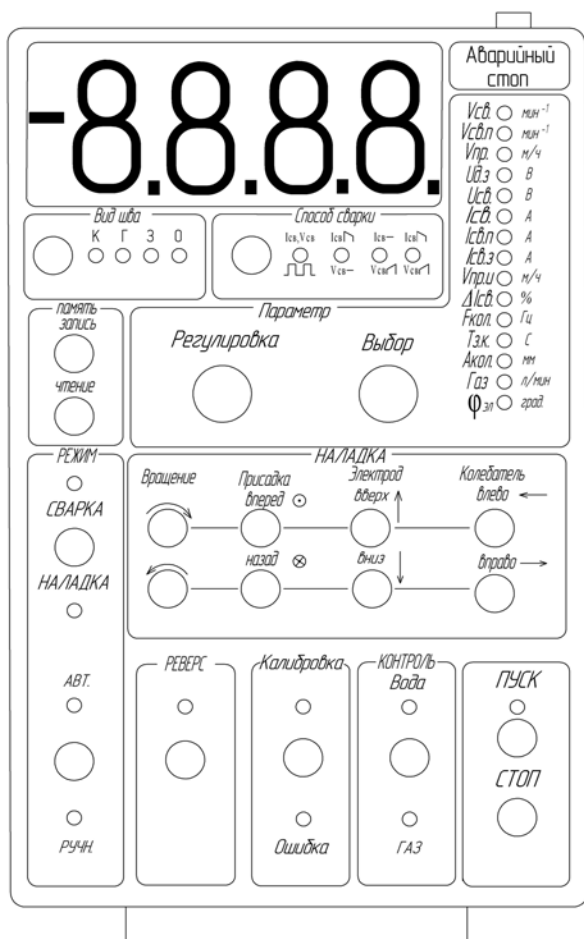 -8.8.8.8.
Аварийный
стоп
Vсв. мин⁻¹
Vсв.п мин⁻¹
Vпр. м/ч
Uд.з В
Uсв. В
Iсв. А
Iсв.п А
Iсв.з А
Vпр.и м/ч
ΔIсв. %
Fкол. Гц
Tз.к. С
Aкол. мм
Газ л/мин
φэл град.
Вид шва
К Г З О
Способ сварки
Iсв,Vсв Iсв Iсв– Iсв
Vсв– Vсв Vсв
память
запись
чтение
Параметр
Регулировка Выбор
РЕЖИМ
СВАРКА
НАЛАДКА
АВТ.
РУЧН.
НАЛАДКА
Вращение Присадка Электрод Колебатель
вперед ⊙ вверх ↑ влево ←
назад ⊗ вниз ↓ вправо →
РЕВЕРС
Калибровка
Ошибка
КОНТРОЛЬ
Вода
ГАЗ
ПУСК
СТОП